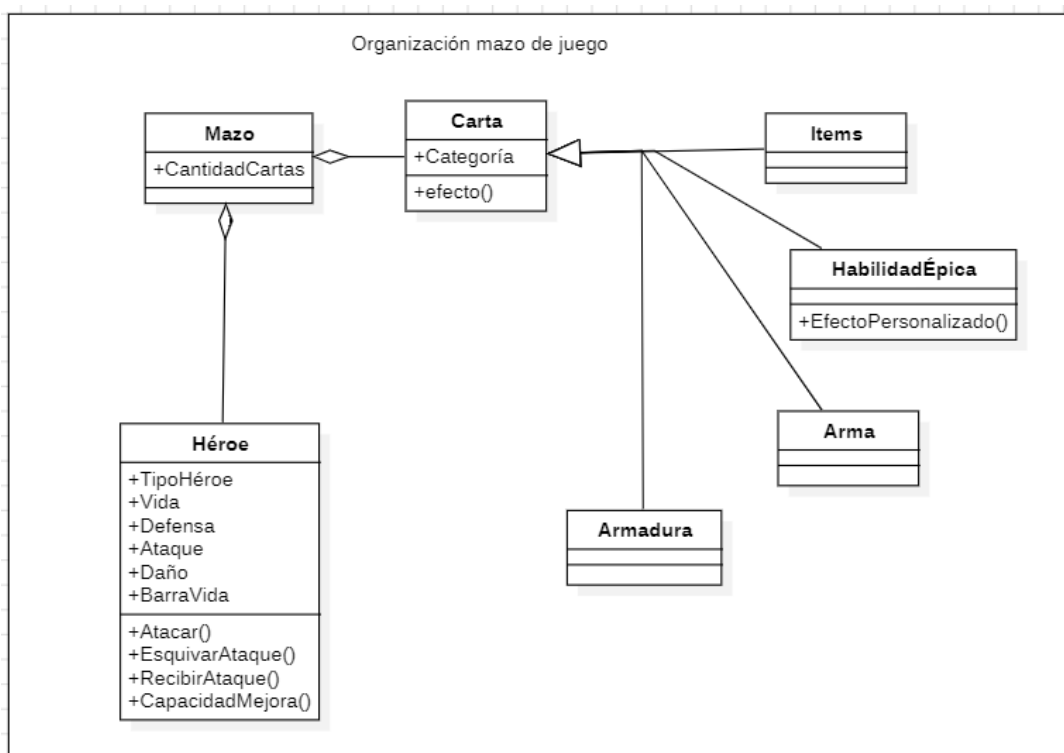 Organización mazo de juego
Mazo
+CantidadCartas
Carta
+Categoría
+efecto()
Items
HabilidadÉpica
+EfectoPersonalizado()
Arma
Armadura
Héroe
+TipoHéroe
+Vida
+Defensa
+Ataque
+Daño
+BarraVida
+Atacar()
+EsquivarAtaque()
+RecibirAtaque()
+CapacidadMejora()